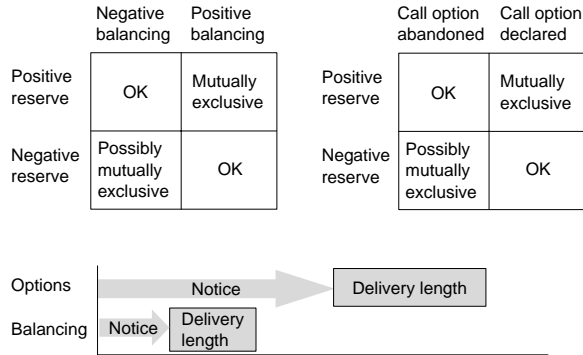 Negative balancing
Positive balancing
Call option abandoned
Call option declared
Positive reserve
OK
Mutually exclusive
Positive reserve
OK
Mutually exclusive
Negative reserve
Possibly mutually exclusive
OK
Negative reserve
Possibly mutually exclusive
OK
Options
Notice
Delivery length
Balancing
Notice
Delivery length